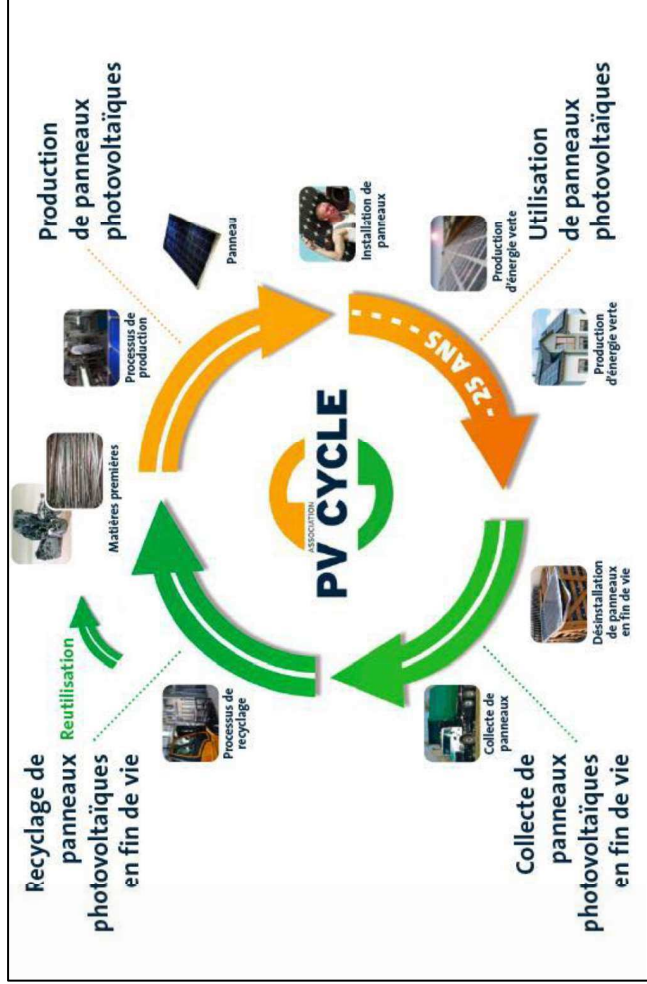 Recyclage de
panneaux
photovoltaïques
en fin de vie
Reutilisation
Matières premières
Processus de
production
Production
de panneaux
photovoltaïques
Panneau
Installation de
panneaux
Production
d'énergie verte
Utilisation
de panneaux
photovoltaïques
Production
d'énergie verte
- 25 ANS
Désinstallation
de panneaux
en fin de vie
Collecte de
panneaux
photovoltaïques
en fin de vie
Collecte de
panneaux
Processus de
recyclage
ASSOCIATION
PV CYCLE